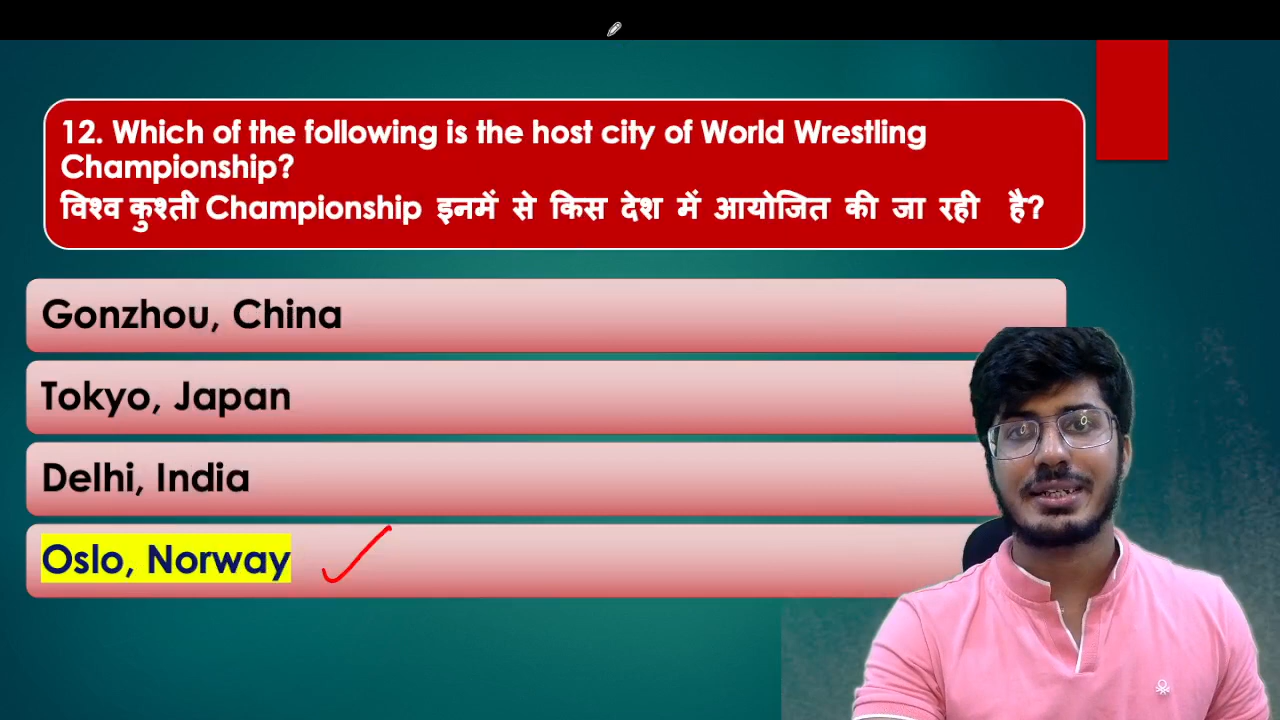 12. Which of the following is the host city of World Wrestling
Championship?
विश्व कुश्ती Championship इनमें से किस देश में आयोजित की जा रही है?
Gonzhou, China
Tokyo, Japan
Delhi, India
Oslo, Norway